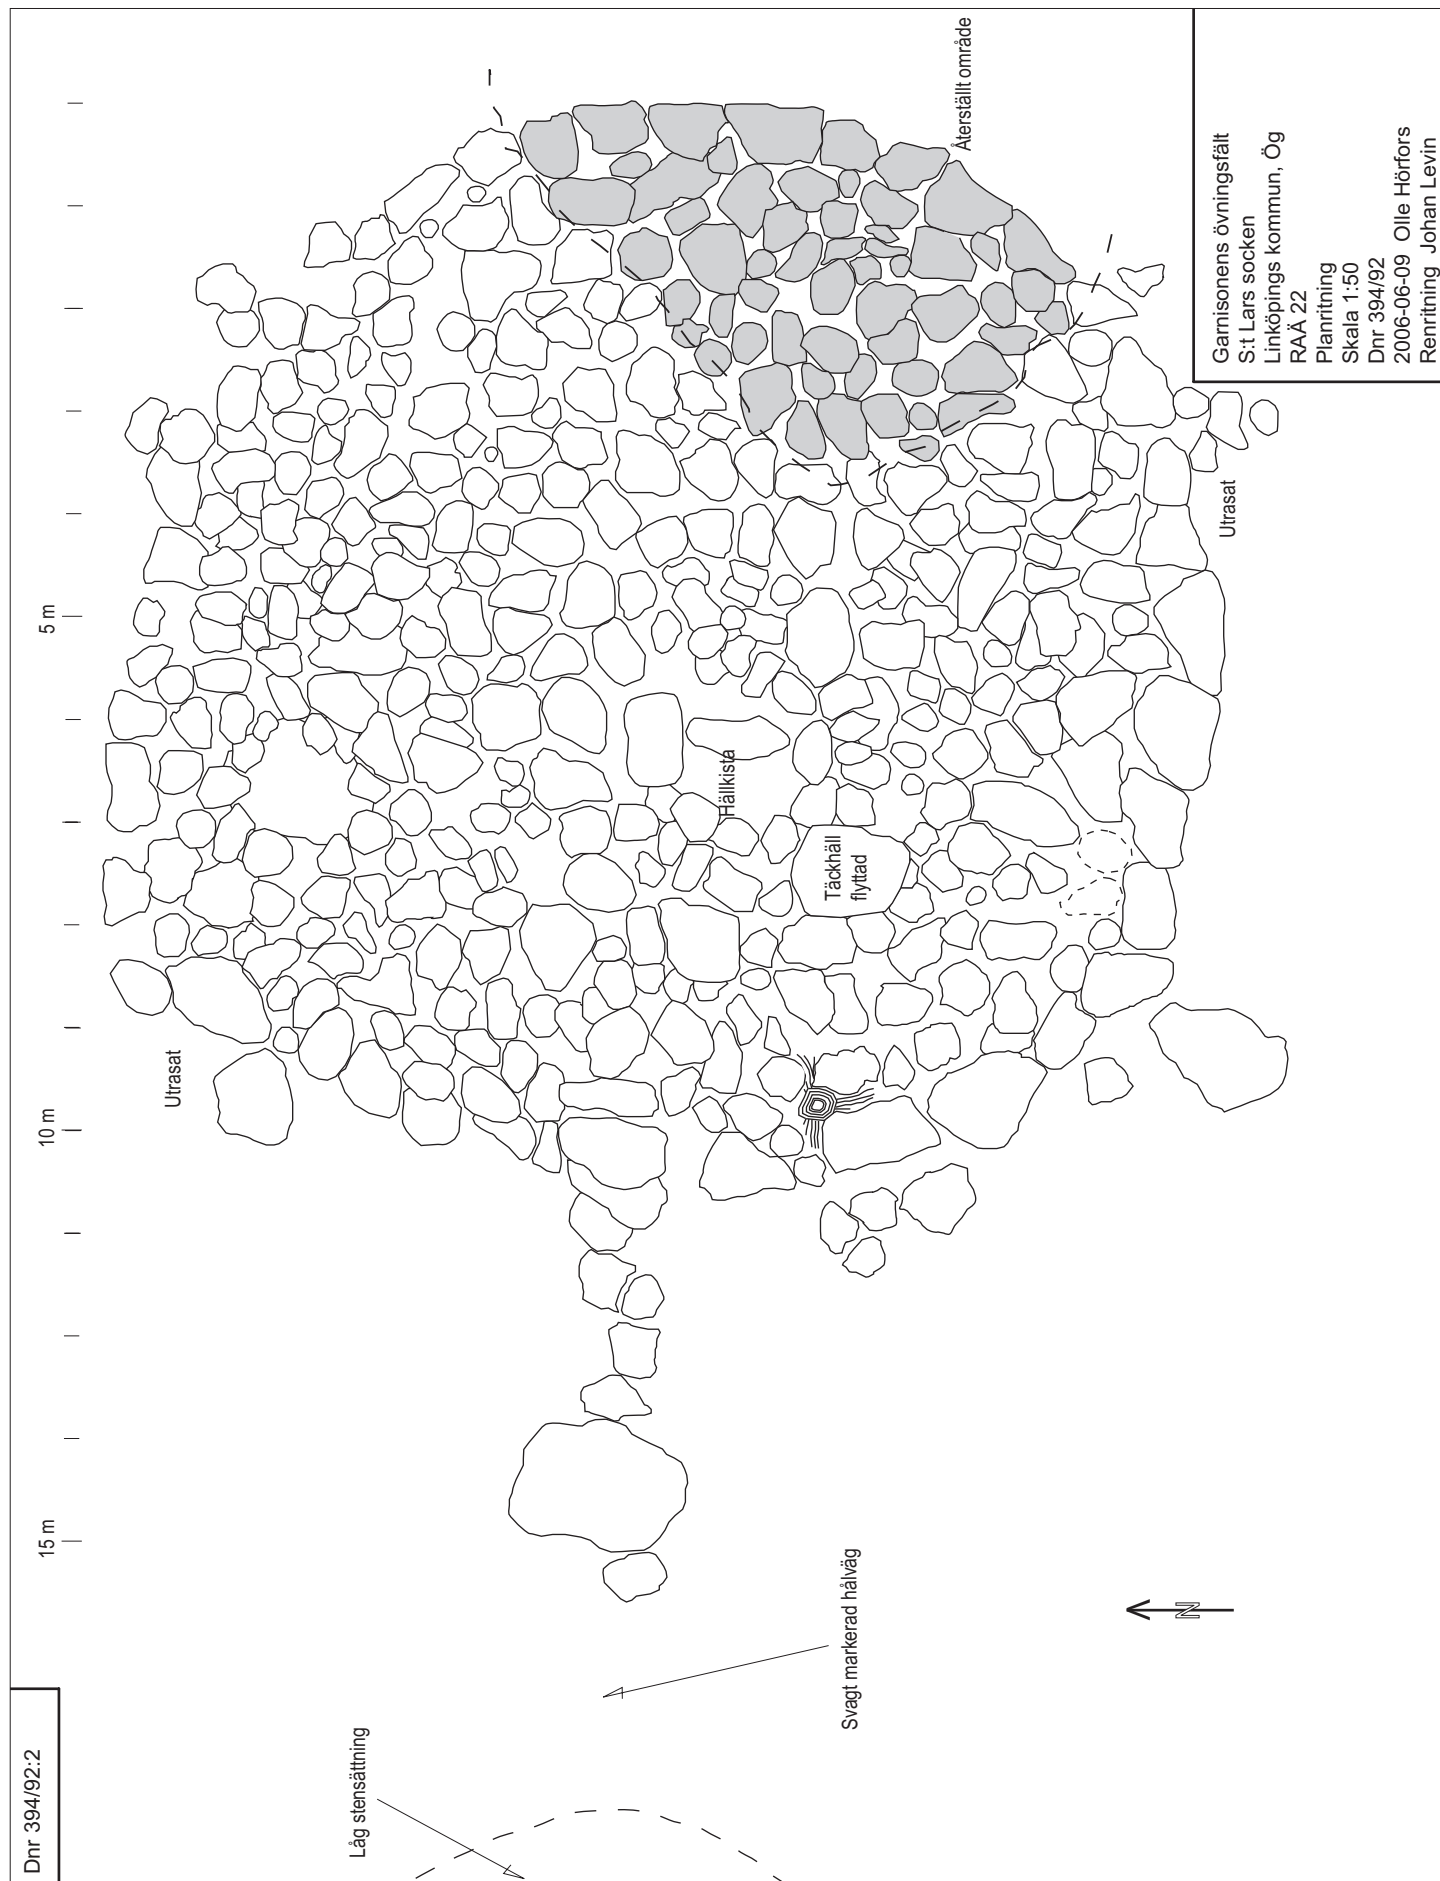 Dnr 394/92:2
15 m
10 m
5 m
Utrasat
Låg stensättning
Svagt markerad hålväg
N
Hällkista
Täckhäll
flyttad
Återställt område
Utrasat
Garnisonens övningsfält
S:t Lars socken
Linköpings kommun, Ög
RAÄ 22
Planritning
Skala 1:50
Dnr 394/92
2006-06-09 Olle Hörfors
Renritning Johan Levin